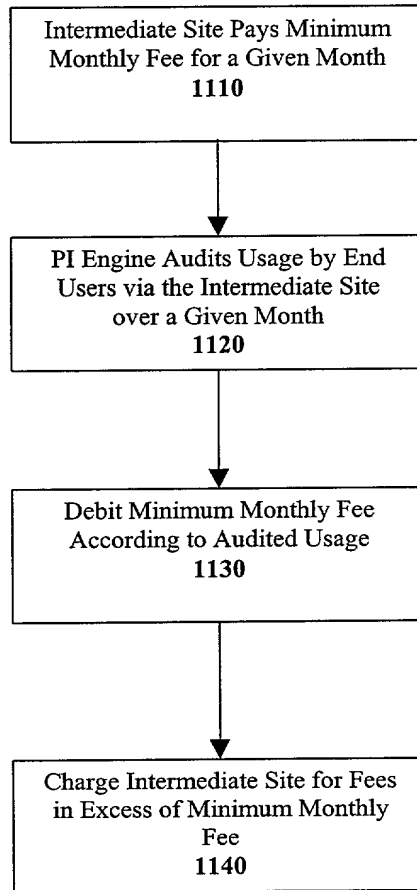 Intermediate Site Pays Minimum
Monthly Fee for a Given Month
1110
PI Engine Audits Usage by End
Users via the Intermediate Site
over a Given Month
1120
Debit Minimum Monthly Fee
According to Audited Usage
1130
Charge Intermediate Site for Fees
in Excess of Minimum Monthly
Fee
1140